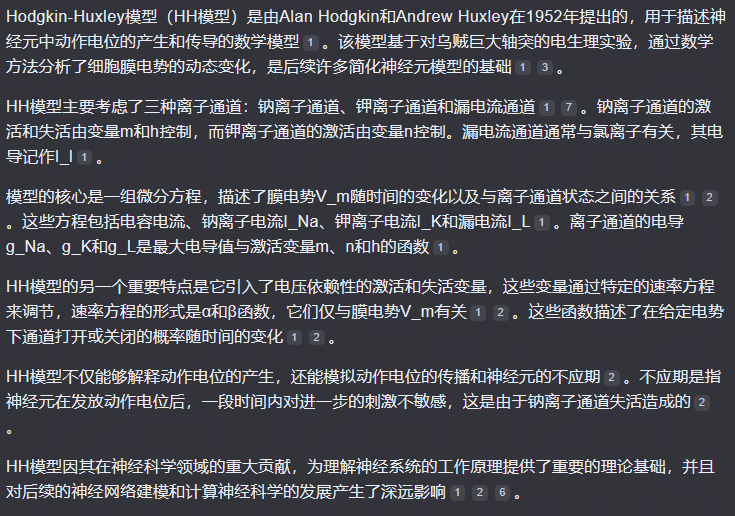 Hodgkin-Huxley模型（HH模型）是由Alan Hodgkin和Andrew Huxley在1952年提出的，用于描述神
经元中动作电位的产生和传导的数学模型 1 。该模型基于对乌贼巨大轴突的电生理实验，通过数学
方法分析了细胞膜电势的动态变化，是后续许多简化神经元模型的基础 1 3 。
HH模型主要考虑了三种离子通道：钠离子通道、钾离子通道和漏电流通道 1 7 。钠离子通道的激
活和失活由变量m和h控制，而钾离子通道的激活由变量n控制。漏电流通道通常与氯离子有关，其电
导记作I_l 1 。
模型的核心是一组微分方程，描述了膜电势V_m随时间的变化以及与离子通道状态之间的关系 1 2
。这些方程包括电容电流、钠离子电流I_Na、钾离子电流I_K和漏电流I_L 1 。离子通道的电导
g_Na、g_K和g_L是最大电导值与激活变量m、n和h的函数 1 。
HH模型的另一个重要特点是它引入了电压依赖性的激活和失活变量，这些变量通过特定的速率方程
来调节，速率方程的形式是α和β函数，它们仅与膜电势V_m有关 1 2 。这些函数描述了在给定电势
下通道打开或关闭的概率随时间的变化 1 2 。
HH模型不仅能够解释动作电位的产生，还能模拟动作电位的传播和神经元的不应期 2 。不应期是指
神经元在发放动作电位后，一段时间内对进一步的刺激不敏感，这是由于钠离子通道失活造成的 2
。
HH模型因其在神经科学领域的重大贡献，为理解神经系统的工作原理提供了重要的理论基础，并且
对后续的神经网络建模和计算神经科学的发展产生了深远影响 1 2 6 。